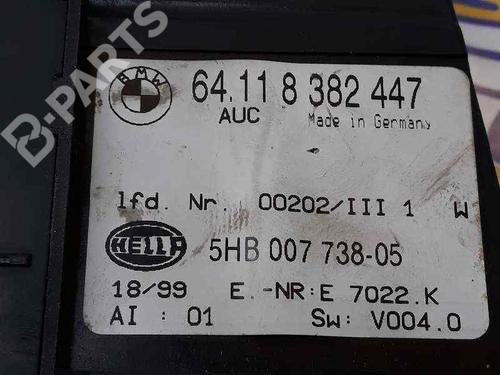 B-PARTS
BMW
64.11 8 382 447
AUC Made in Germany
lfd. Nr. 00202/III 1 W
HELLA
5HB 007 738-05
18/99 E.-NR:E 7022.K
AI : 01 Sw: V004.0